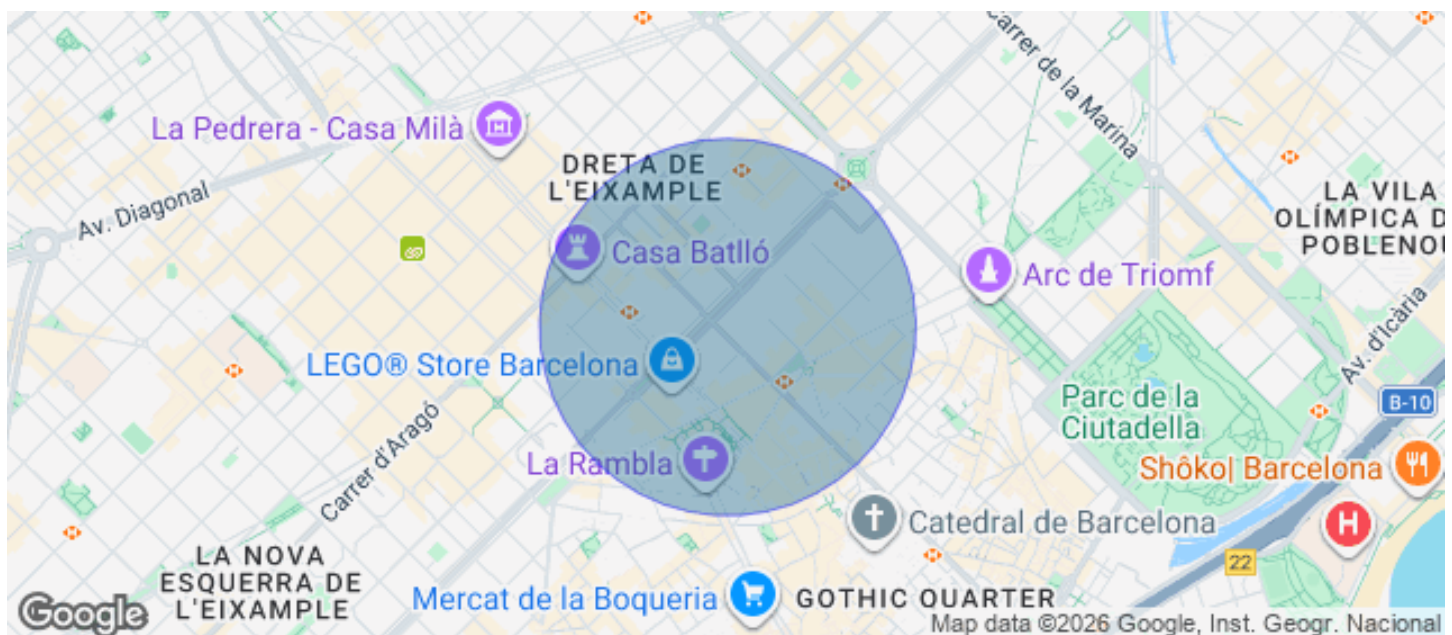 Carrer de la Marina
La Pedrera - Casa Milà
DRETA DE
L'EIXAMPLE
Av. Diagonal
LA VILA
OLÍMPICA D
POBLENOU
Casa Batlló
Arc de Triomf
LEGO® Store Barcelona
Av. d'Icària
B-10
Parc de la
Ciutadella
Carrer d'Aragó
La Rambla
Shôko| Barcelona
H
Catedral de Barcelona
LA NOVA
ESQUERRA DE
L'EIXAMPLE
22
Mercat de la Boqueria
GOTHIC QUARTER
Google
Map data ©2026 Google, Inst. Geogr. Nacional